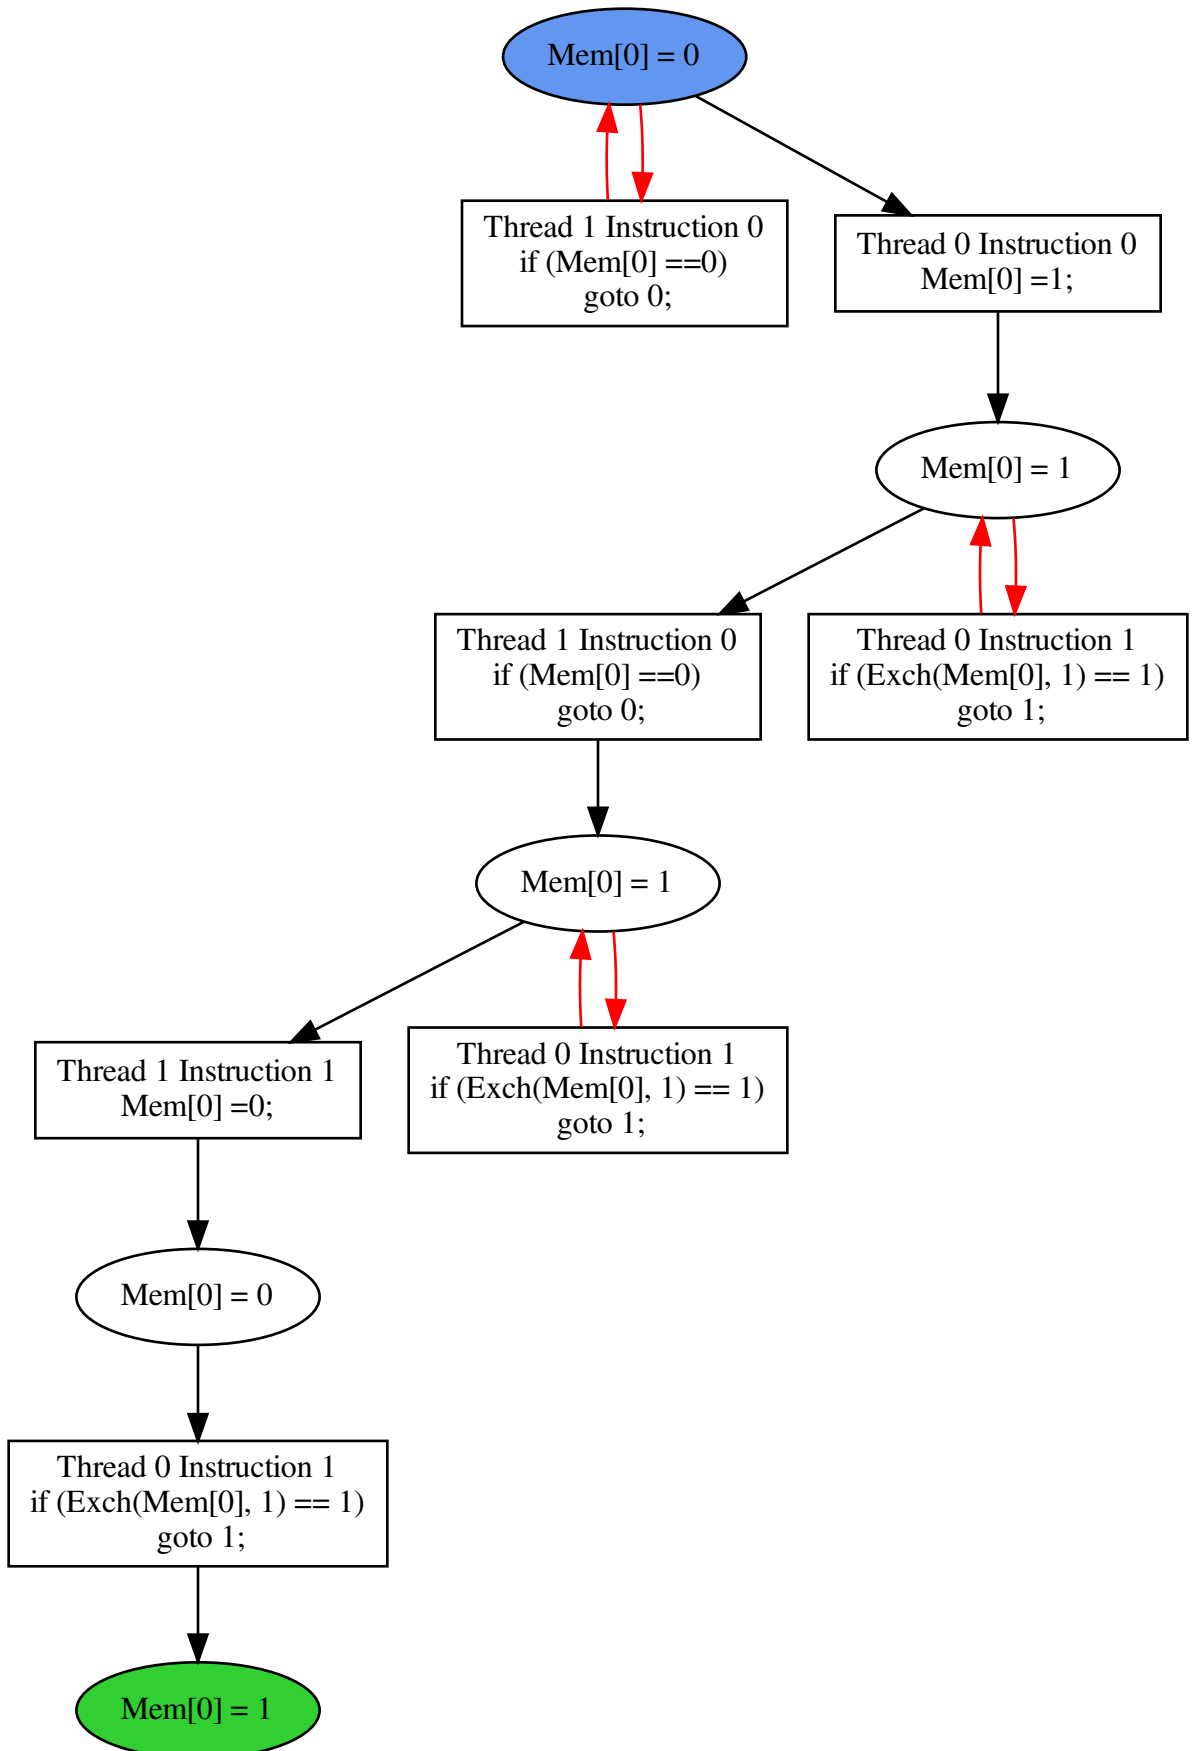 Mem[0] = 0
Thread 1 Instruction 0
if (Mem[0] ==0)
goto 0;
Thread 0 Instruction 0
Mem[0] =1;
Mem[0] = 1
Thread 1 Instruction 0
if (Mem[0] ==0)
goto 0;
Thread 0 Instruction 1
if (Exch(Mem[0], 1) == 1)
goto 1;
Mem[0] = 1
Thread 1 Instruction 1
Mem[0] =0;
Thread 0 Instruction 1
if (Exch(Mem[0], 1) == 1)
goto 1;
Mem[0] = 0
Thread 0 Instruction 1
if (Exch(Mem[0], 1) == 1)
goto 1;
Mem[0] = 1